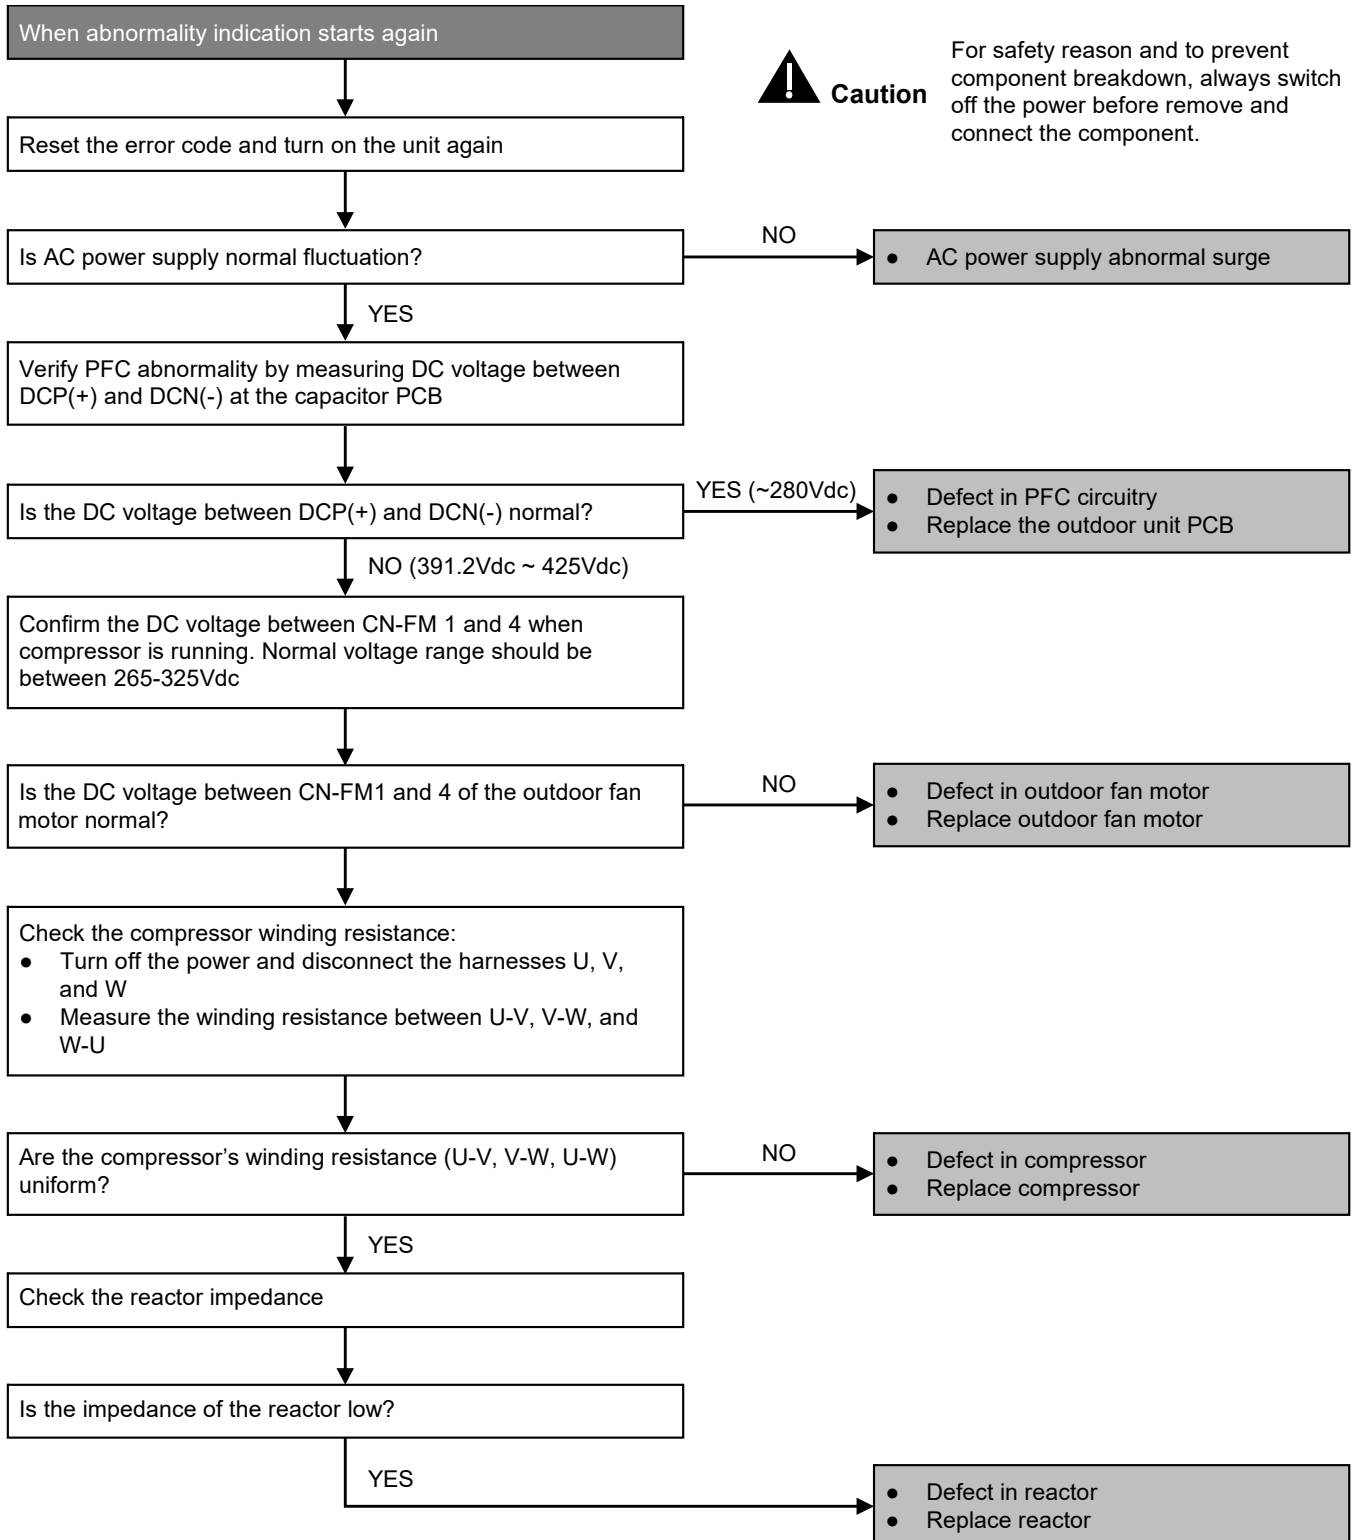 When abnormality indication starts again
Caution
For safety reason and to prevent
component breakdown, always switch
off the power before remove and
connect the component.
Reset the error code and turn on the unit again
Is AC power supply normal fluctuation?
NO
● AC power supply abnormal surge
YES
Verify PFC abnormality by measuring DC voltage between
DCP(+) and DCN(-) at the capacitor PCB
Is the DC voltage between DCP(+) and DCN(-) normal?
YES (~280Vdc)
● Defect in PFC circuitry
● Replace the outdoor unit PCB
NO (391.2Vdc ~ 425Vdc)
Confirm the DC voltage between CN-FM 1 and 4 when
compressor is running. Normal voltage range should be
between 265-325Vdc
Is the DC voltage between CN-FM1 and 4 of the outdoor fan
motor normal?
NO
● Defect in outdoor fan motor
● Replace outdoor fan motor
Check the compressor winding resistance:
● Turn off the power and disconnect the harnesses U, V,
and W
● Measure the winding resistance between U-V, V-W, and
W-U
Are the compressor’s winding resistance (U-V, V-W, U-W)
uniform?
NO
● Defect in compressor
● Replace compressor
YES
Check the reactor impedance
Is the impedance of the reactor low?
YES
● Defect in reactor
● Replace reactor